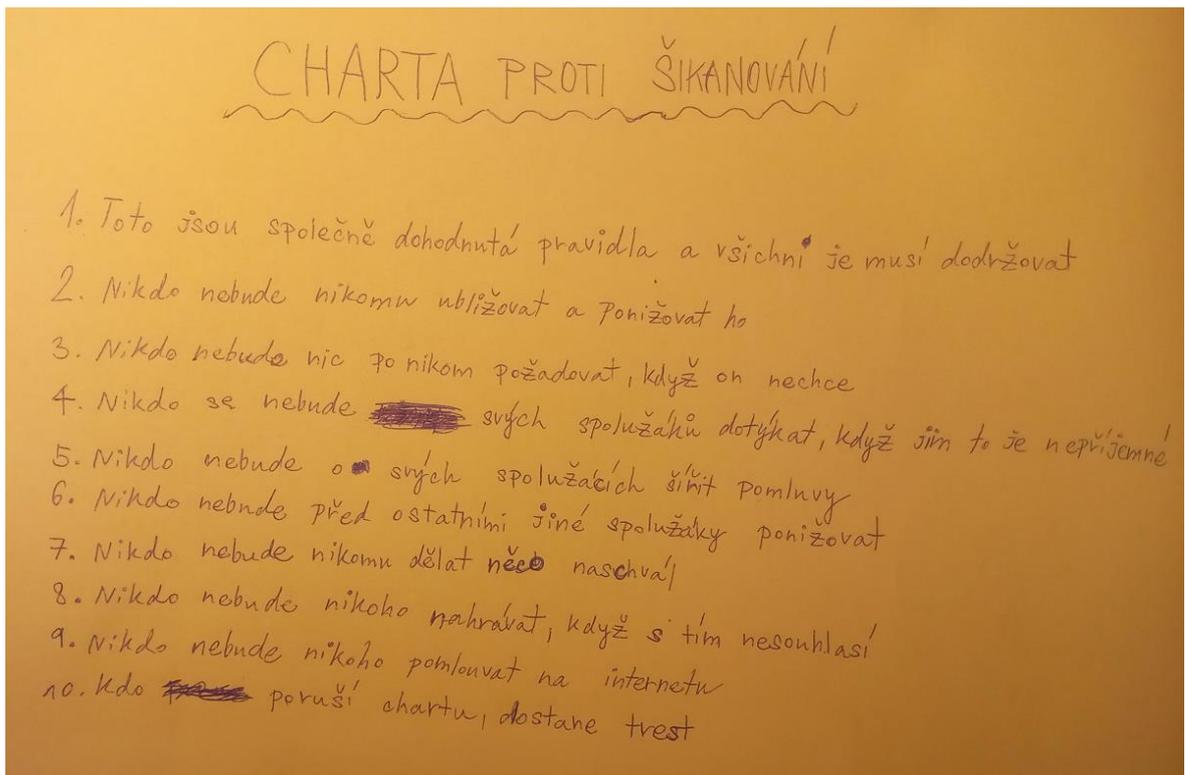 CHARTA PROTI ŠIKANOVÁNÍ
1. Toto jsou společně dohodnutá pravidla a všichni je musí dodržovat
2. Nikdo nebude nikomu ubližovat a ponižovat ho
3. Nikdo nebude nic po nikom požadovat, když on nechce
4. Nikdo se nebude svých spolužáků dotýkat, když jim to je nepříjemné
5. Nikdo nebude o svých spolužácích šířit pomluvy
6. Nikdo nebude před ostatními jiné spolužáky ponižovat
7. Nikdo nebude nikomu dělat něco naschvál
8. Nikdo nebude nikoho nahrávat, když s tím nesouhlasí
9. Nikdo nebude nikoho pomlouvat na internetu
10. Kdo poruší chartu, dostane trest